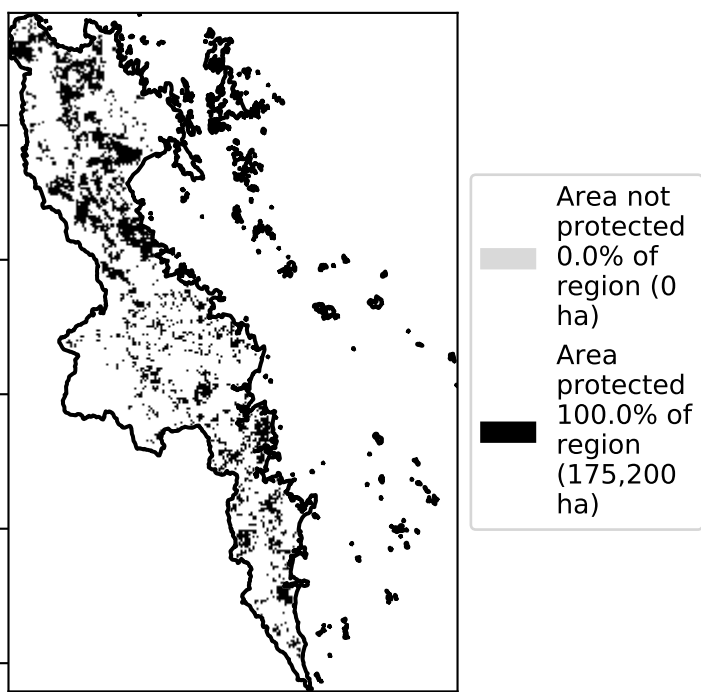 Area not
protected
0.0% of
region (0
ha)
Area
protected
100.0% of
region
(175,200
ha)